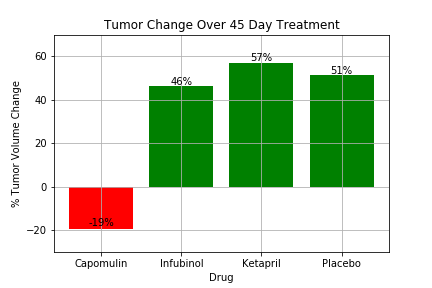 Tumor Change Over 45 Day Treatment
% Tumor Volume Change
60
40
20
0
−20
-19%
46%
57%
51%
Capomulin
Infubinol
Ketapril
Placebo
Drug